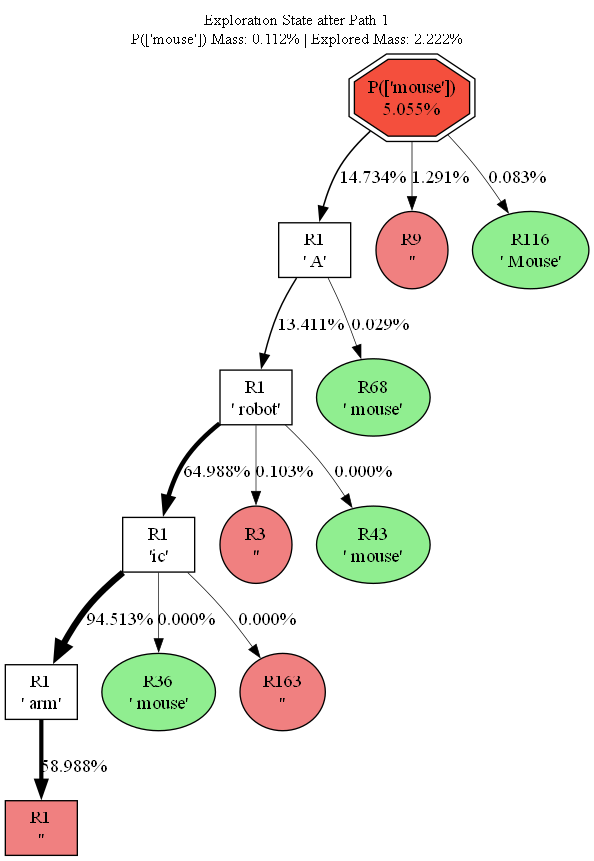 Exploration State after Path 1
P(['mouse']) Mass: 0.112% | Explored Mass: 2.222%
P(['mouse'])
5.055%
14.734%
1.291%
0.083%
R1
' A'
R9
''
R116
' Mouse'
13.411%
0.029%
R1
' robot'
R68
' mouse'
64.988%
0.103%
0.000%
R1
'ic'
R3
''
R43
' mouse'
94.513%
0.000%
0.000%
R1
' arm'
R36
' mouse'
R163
''
58.988%
R1
''